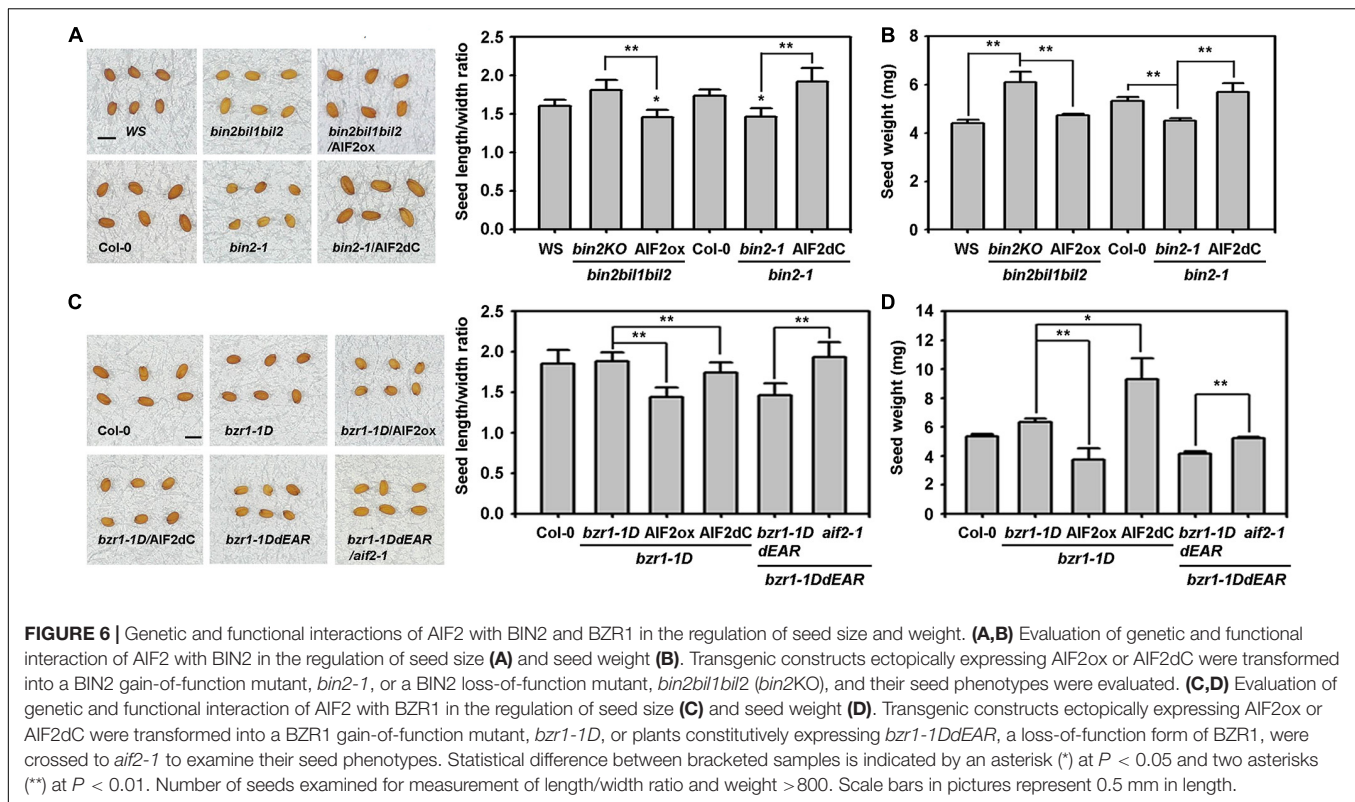 A
WS
bin2bil1bil2
bin2bil1bil2
/AIF2ox
Col-0
bin2-1
bin2-1/AIF2dC
Seed length/width ratio
2.5
2.0
1.5
1.0
0.5
0.0
**
*
*
**
WS bin2KO AIF2ox Col-0 bin2-1 AIF2dC
bin2bil1bil2 bin2-1
B
Seed weight (mg)
8
6
4
2
0
** **
**
**
WS bin2KO AIF2ox Col-0 bin2-1 AIF2dC
bin2bil1bil2 bin2-1
C
Col-0
bzr1-1D
bzr1-1D/AIF2ox
bzr1-1D/AIF2dC
bzr1-1DdEAR
bzr1-1DdEAR
/aif2-1
Seed length/width ratio
2.5
2.0
1.5
1.0
0.5
0.0
**
**
**
Col-0 bzr1-1D AIF2ox AIF2dC bzr1-1D aif2-1
dEAR
bzr1-1D
bzr1-1DdEAR
D
Seed weight (mg)
14
12
10
8
6
4
2
0
*
**
**
Col-0 bzr1-1D AIF2ox AIF2dC bzr1-1D aif2-1
dEAR
bzr1-1D
bzr1-1DdEAR
FIGURE 6 | Genetic and functional interactions of AIF2 with BIN2 and BZR1 in the regulation of seed size and weight. (A,B) Evaluation of genetic and functional
interaction of AIF2 with BIN2 in the regulation of seed size (A) and seed weight (B). Transgenic constructs ectopically expressing AIF2ox or AIF2dC were transformed
into a BIN2 gain-of-function mutant, bin2-1, or a BIN2 loss-of-function mutant, bin2bil1bil2 (bin2KO), and their seed phenotypes were evaluated. (C,D) Evaluation of
genetic and functional interaction of AIF2 with BZR1 in the regulation of seed size (C) and seed weight (D). Transgenic constructs ectopically expressing AIF2ox or
AIF2dC were transformed into a BZR1 gain-of-function mutant, bzr1-1D, or plants constitutively expressing bzr1-1DdEAR, a loss-of-function form of BZR1, were
crossed to aif2-1 to examine their seed phenotypes. Statistical difference between bracketed samples is indicated by an asterisk (*) at P < 0.05 and two asterisks
(**) at P < 0.01. Number of seeds examined for measurement of length/width ratio and weight >800. Scale bars in pictures represent 0.5 mm in length.